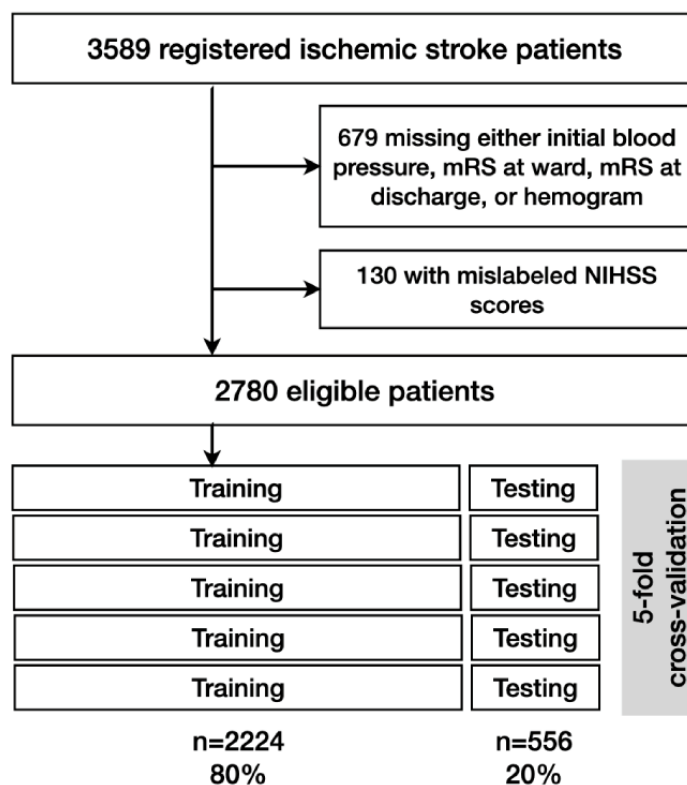 3589 registered ischemic stroke patients
679 missing either initial blood
pressure, mRS at ward, mRS at
discharge, or hemogram
130 with mislabeled NIHSS
scores
2780 eligible patients
Training Testing
Training Testing
Training Testing
Training Testing
Training Testing
5-fold
cross-validation
n=2224 n=556
80% 20%